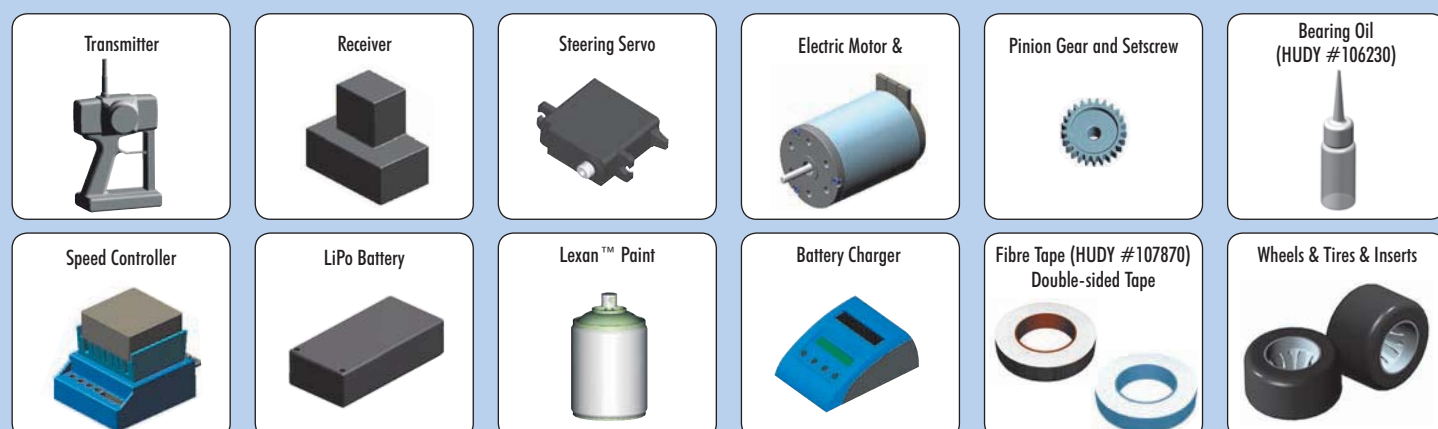 Transmitter
Receiver
Steering Servo
Electric Motor &
Pinion Gear and Setscrew
Bearing Oil
(HUDY #106230)
Speed Controller
LiPo Battery
Lexan™ Paint
Battery Charger
Fibre Tape (HUDY #107870)
Double-sided Tape
Wheels & Tires & Inserts